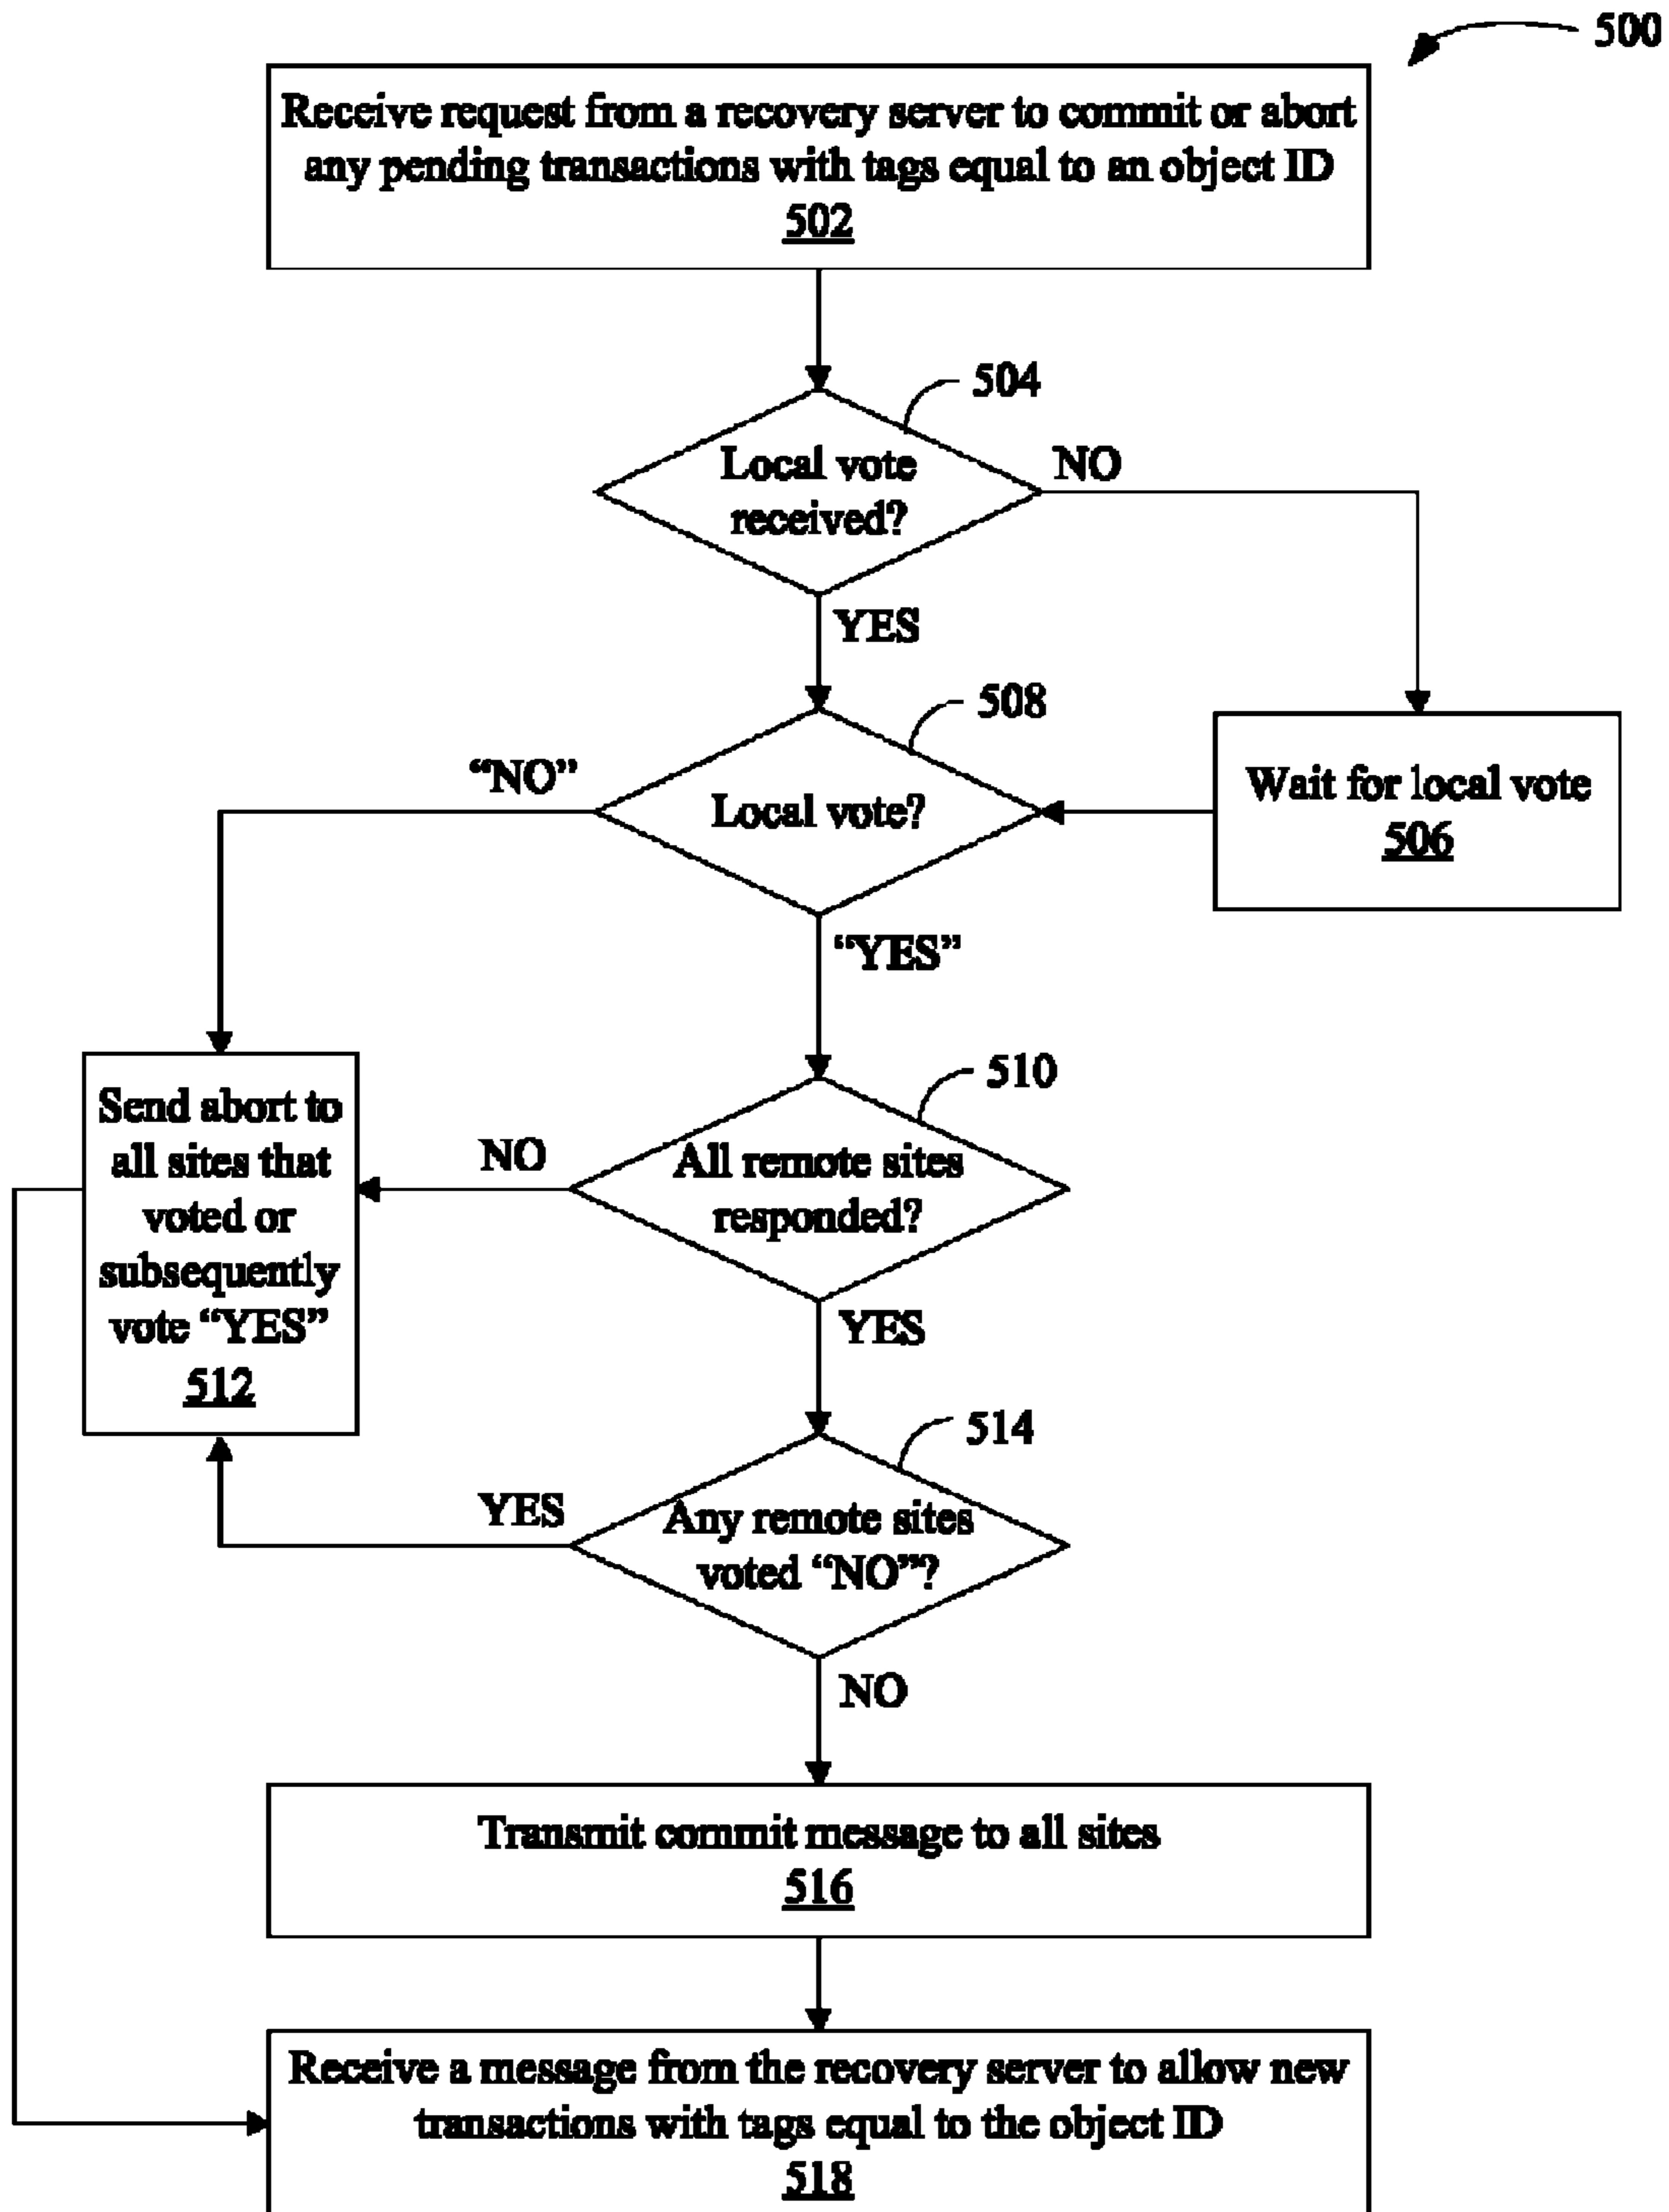 500
Receive request from a recovery server to commit or abort
any pending transactions with tags equal to an object ID
502
504
Local vote
received?
NO
YES
508
"NO"
Local vote?
Wait for local vote
506
"YES"
510
Send abort to
all sites that
voted or
subsequently
vote "YES"
512
NO
All remote sites
responded?
YES
514
YES
Any remote sites
voted "NO"?
NO
Transmit commit message to all sites
516
Receive a message from the recovery server to allow new
transactions with tags equal to the object ID
518